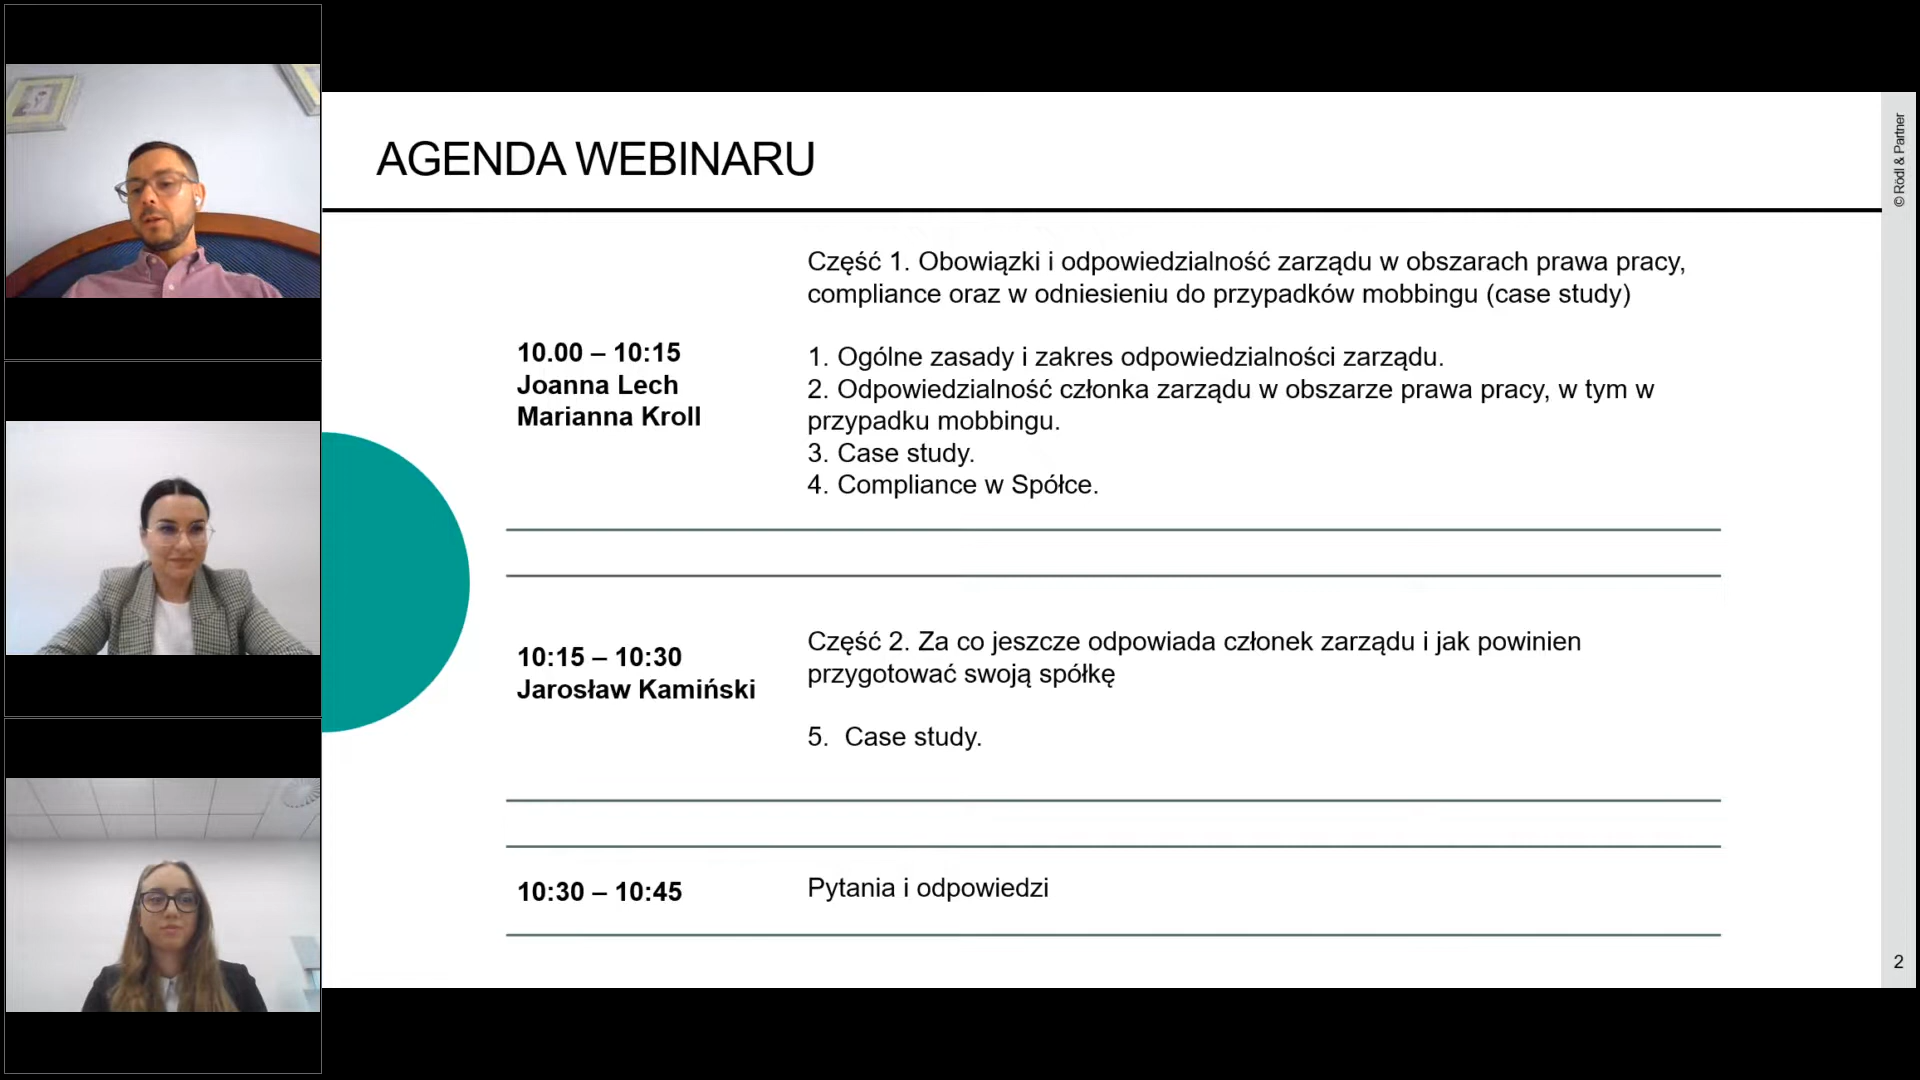 AGENDA WEBINARU
© Rödl & Partner
10.00 – 10:15
Joanna Lech
Marianna Kroll
Część 1. Obowiązki i odpowiedzialność zarządu w obszarach prawa pracy,
compliance oraz w odniesieniu do przypadków mobbingu (case study)
1. Ogólne zasady i zakres odpowiedzialności zarządu.
2. Odpowiedzialność członka zarządu w obszarze prawa pracy, w tym w
przypadku mobbingu.
3. Case study.
4. Compliance w Spółce.
10:15 – 10:30
Jarosław Kamiński
Część 2. Za co jeszcze odpowiada członek zarządu i jak powinien
przygotować swoją spółkę
5. Case study.
10:30 – 10:45
Pytania i odpowiedzi
2